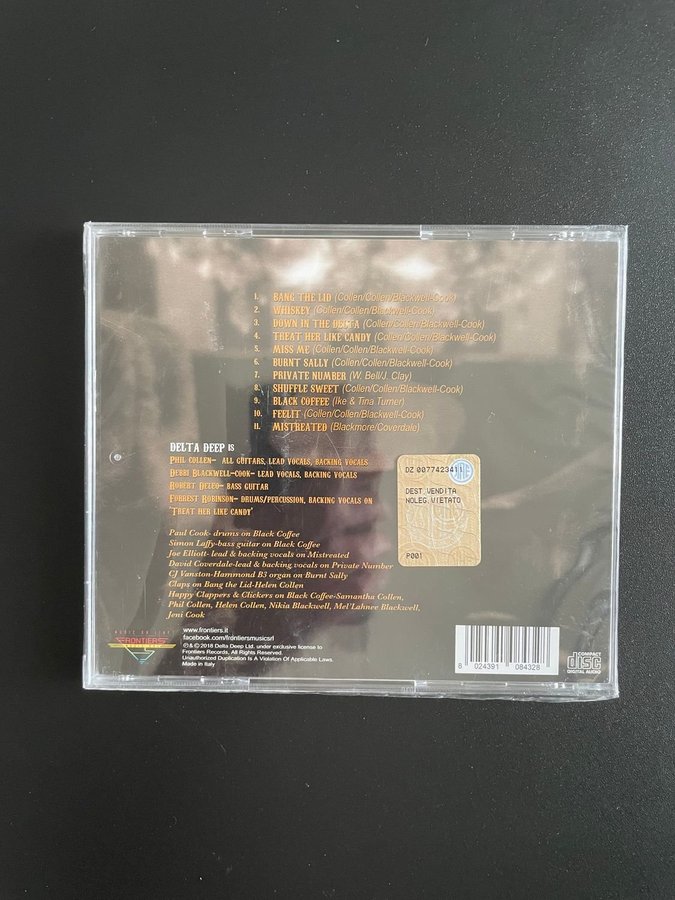 1. BANG THE LID (Collen/Collen/Blackwell-Cook)
2. WHISKEY (Collen/Collen/Blackwell-Cook)
3. DOWN IN THE DELTA (Collen/Collen/Blackwell-Cook)
4. TREAT HER LIKE CANDY (Collen/Collen/Blackwell-Cook)
5. MISS ME (Collen/Collen/Blackwell-Cook)
6. BURNT SALLY (Collen/Collen/Blackwell-Cook)
7. PRIVATE NUMBER (W. Bell/J. Clay)
8. SHUFFLE SWEET (Collen/Collen/Blackwell-Cook)
9. BLACK COFFEE (Ike & Tina Turner)
10. FEELIT (Collen/Collen/Blackwell-Cook)
11. MISTREATED (Blackmore/Coverdale)
DELTA DEEP IS
PHIL COLLEN- ALL GUITARS, LEAD VOCALS, BACKING VOCALS
DEBBI BLACKWELL-COOK- LEAD VOCALS, BACKING VOCALS
ROBERT DELEO- BASS GUITAR
FORREST ROBINSON- DRUMS/PERCUSSION, BACKING VOCALS ON
'TREAT HER LIKE CANDY'
Paul Cook- drums on Black Coffee
Simon Laffy-bass guitar on Black Coffee
Joe Elliott- lead & backing vocals on Mistreated
David Coverdale-lead & backing vocals on Private Number
CJ Vanston-Hammond B3 organ on Burnt Sally
Claps on Bang the Lid-Helen Collen
Happy Clappers & Clickers on Black Coffee-Samantha Collen,
Phil Collen, Helen Collen, Nikia Blackwell, Mel'Lahnee Blackwell,
Jeni Cook
DZ 0077423411
DEST.VENDITA
NOLEG.VIETATO
P001
FRONTIERS
www.frontiers.it
facebook.com/frontiersmusicsrl
℗ & © 2018 Delta Deep Ltd. under exclusive license to
Frontiers Records, All Rights Reserved.
Unauthorized Duplication Is A Violation Of Applicable Laws.
Made in Italy
8 024391 084328
COMPACT
disc
DIGITAL AUDIO